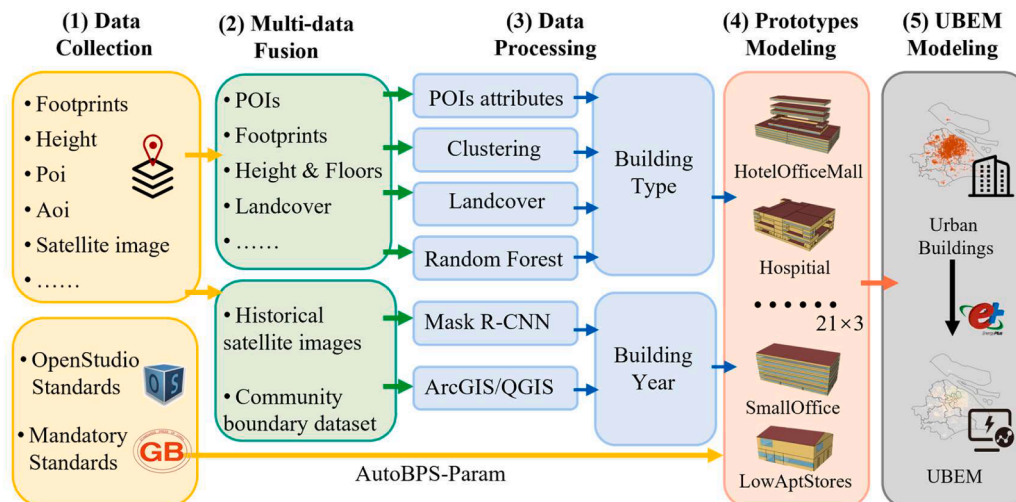 (1) Data
Collection
(2) Multi-data
Fusion
(3) Data
Processing
(4) Prototypes
Modeling
(5) UBEM
Modeling
• Footprints
• Height
• Poi
• Aoi
• Satellite image
• ……
• OpenStudio
Standards
OS
• Mandatory
Standards
GB
• POIs
• Footprints
• Height & Floors
• Landcover
• ……
• Historical
satellite images
• Community
boundary dataset
POIs attributes
Clustering
Landcover
Random Forest
Mask R-CNN
ArcGIS/QGIS
Building
Type
Building
Year
AutoBPS-Param
HotelOfficeMall
Hospitial
••••••
21×3
SmallOffice
LowAptStores
Urban
Buildings
e+
EnergyPlus
UBEM